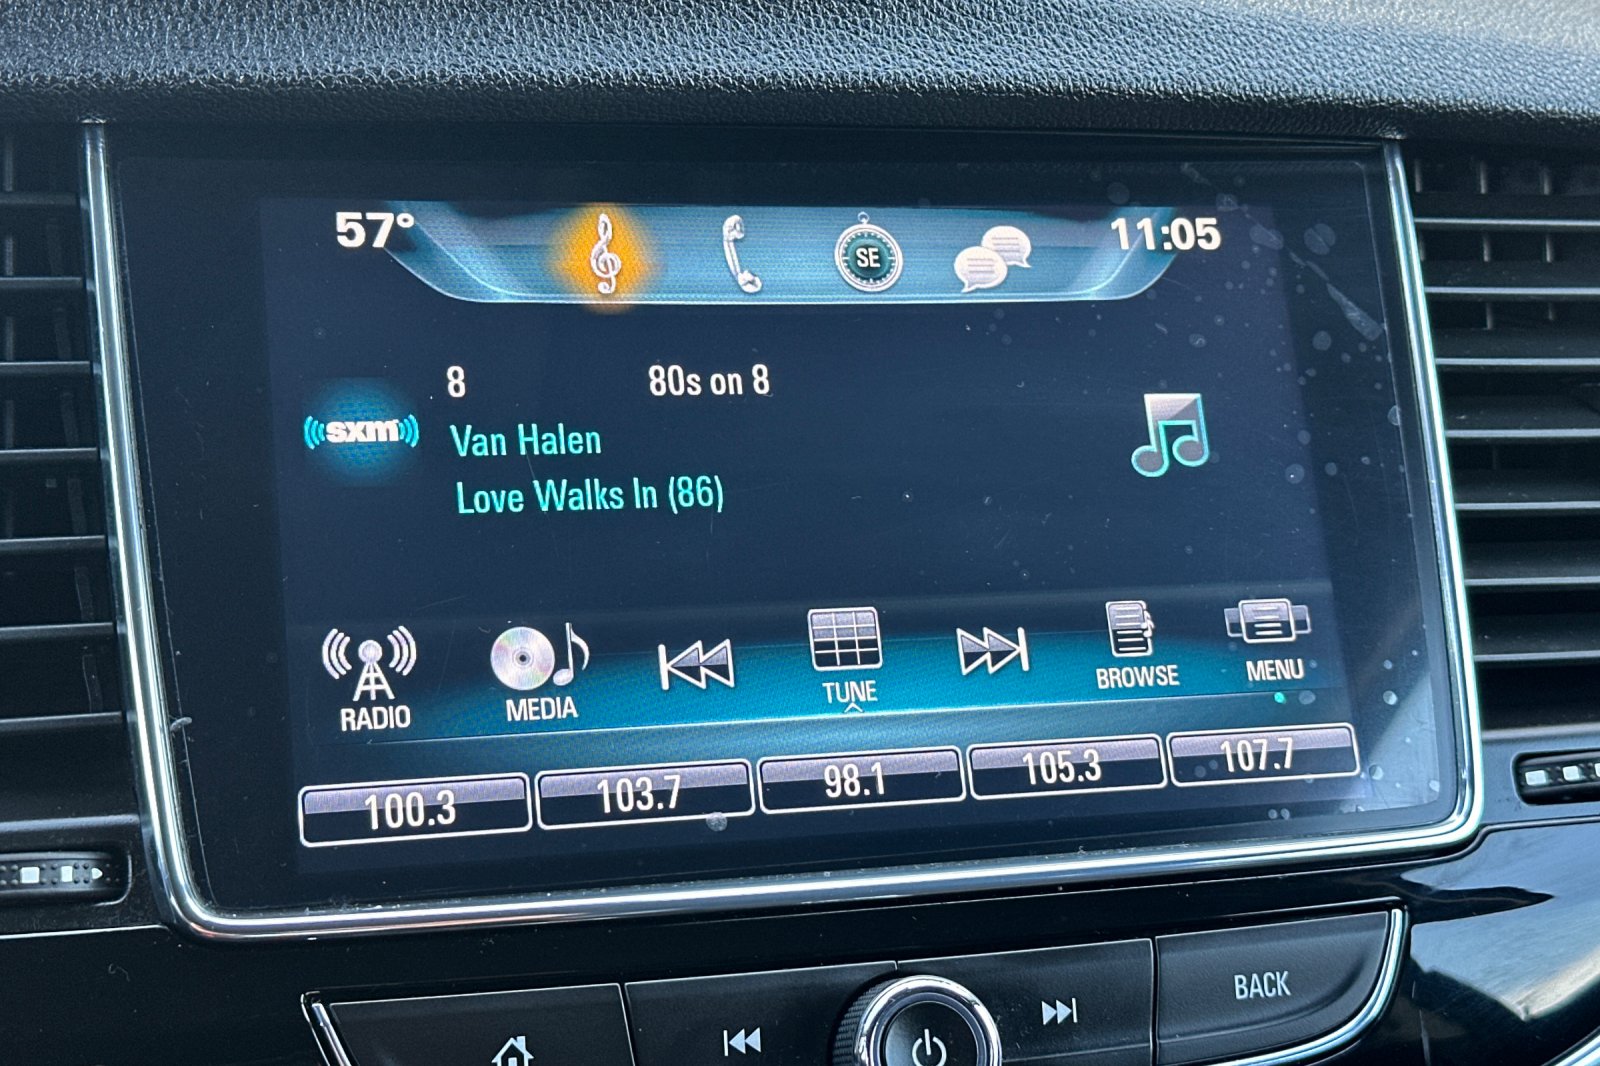 57° SE 11:05
8 80s on 8
sxm
Van Halen
Love Walks In (86)
RADIO MEDIA TUNE BROWSE MENU
100.3 103.7 98.1 105.3 107.7
BACK